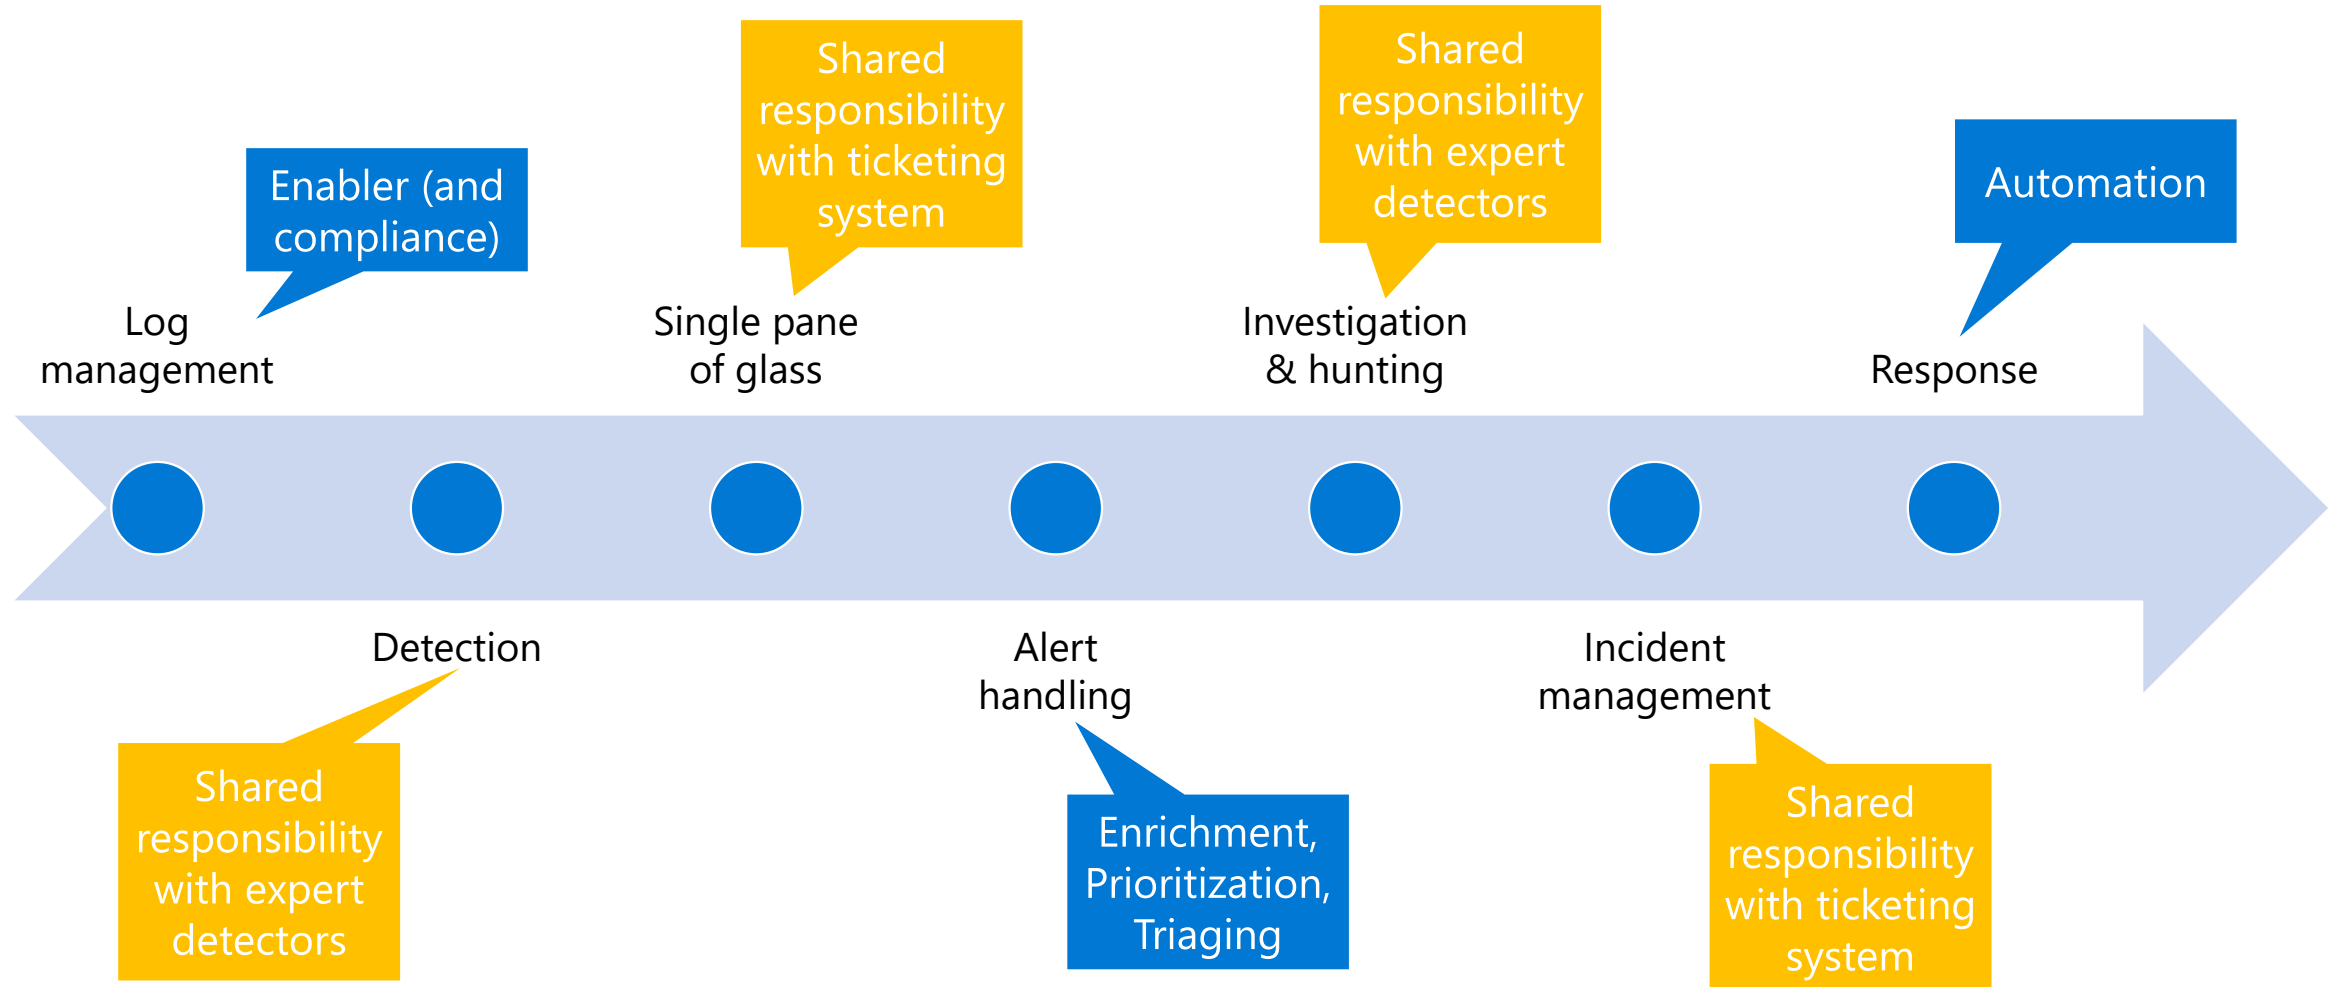 Shared
responsibility
with ticketing
system
Shared
responsibility
with expert
detectors
Enabler (and
compliance)
Automation
Log
management
Single pane
of glass
Investigation
& hunting
Response
Detection
Alert
handling
Incident
management
Shared
responsibility
with expert
detectors
Enrichment,
Prioritization,
Triaging
Shared
responsibility
with ticketing
system